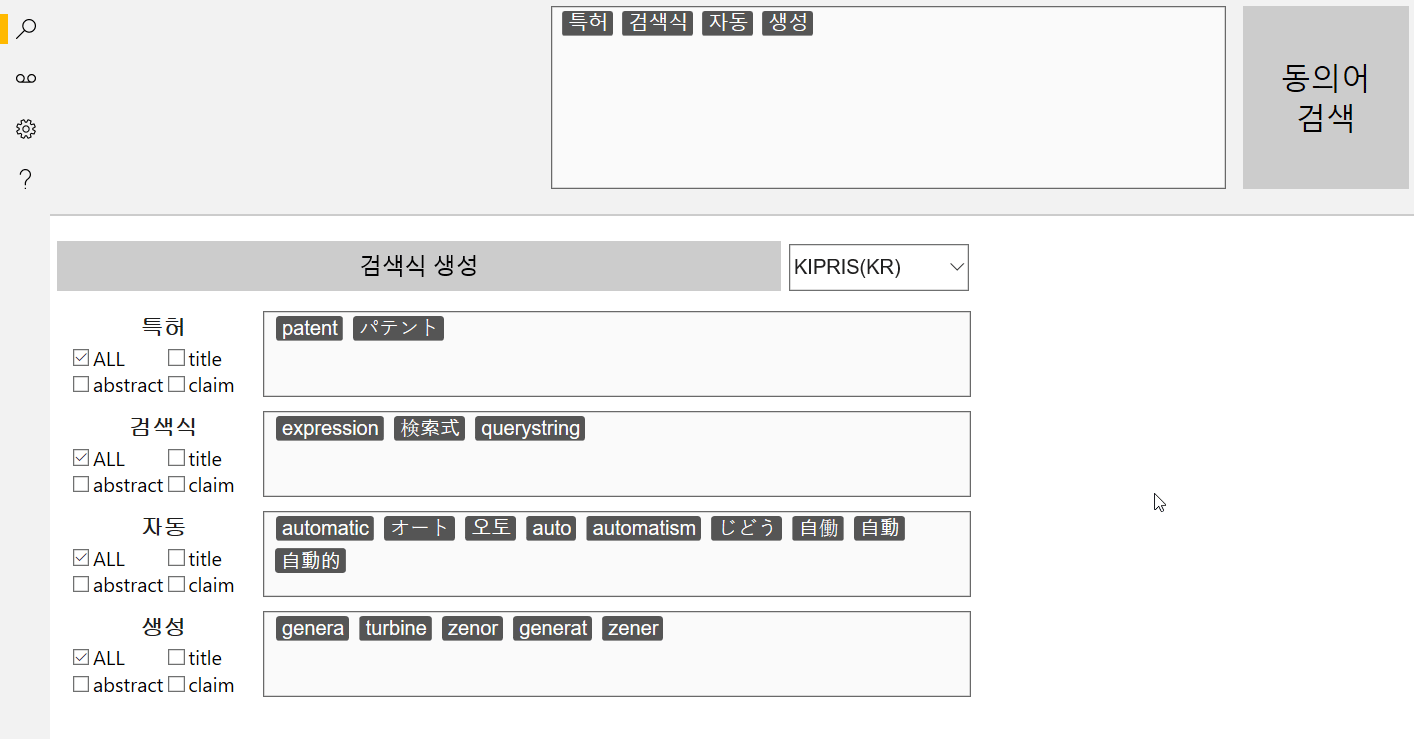 특허 검색식 자동 생성
동의어
검색
검색식 생성 KIPRIS(KR)
특허
ALL title
abstract claim
patent パテント
검색식
ALL title
abstract claim
expression 検索式 querystring
자동
ALL title
abstract claim
automatic オート 오토 auto automatism じどう 自働 自動
自動的
생성
ALL title
abstract claim
genera turbine zenor generat zener